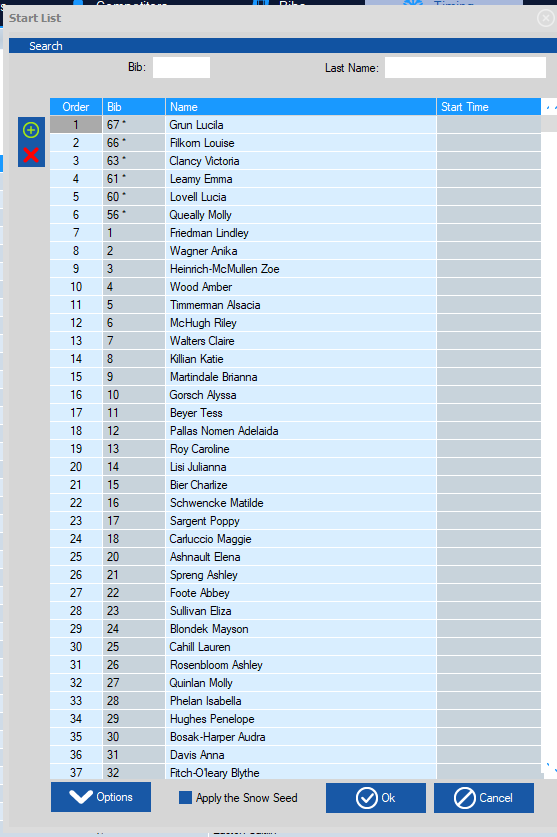 Competitors Bibs Timing
Start List
Search
Bib: Last Name:
Order Bib Name Start Time
1 67 * Grun Lucila
2 66 * Filkorn Louise
3 63 * Clancy Victoria
4 61 * Leamy Emma
5 60 * Lovell Lucia
6 56 * Queally Molly
7 1 Friedman Lindley
8 2 Wagner Anika
9 3 Heinrich-McMullen Zoe
10 4 Wood Amber
11 5 Timmerman Alsacia
12 6 McHugh Riley
13 7 Walters Claire
14 8 Killian Katie
15 9 Martindale Brianna
16 10 Gorsch Alyssa
17 11 Beyer Tess
18 12 Pallas Nomen Adelaida
19 13 Roy Caroline
20 14 Lisi Julianna
21 15 Bier Charlize
22 16 Schwencke Matilde
23 17 Sargent Poppy
24 18 Carluccio Maggie
25 20 Ashnault Elena
26 21 Spreng Ashley
27 22 Foote Abbey
28 23 Sullivan Eliza
29 24 Blondek Mayson
30 25 Cahill Lauren
31 26 Rosenbloom Ashley
32 27 Quinlan Molly
33 28 Phelan Isabella
34 29 Hughes Penelope
35 30 Bosak-Harper Audra
36 31 Davis Anna
37 32 Fitch-O'leary Blythe
Options Apply the Snow Seed Ok Cancel